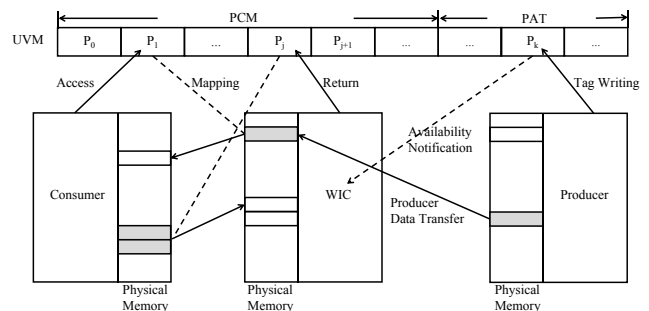 PCM PAT
UVM P0 P1 ... Pj Pj+1 ... ... Pk ...
Access Mapping Return Tag Writing
Availability
Notification
Consumer WIC Producer
Producer
Data Transfer
Physical Physical Physical
Memory Memory Memory